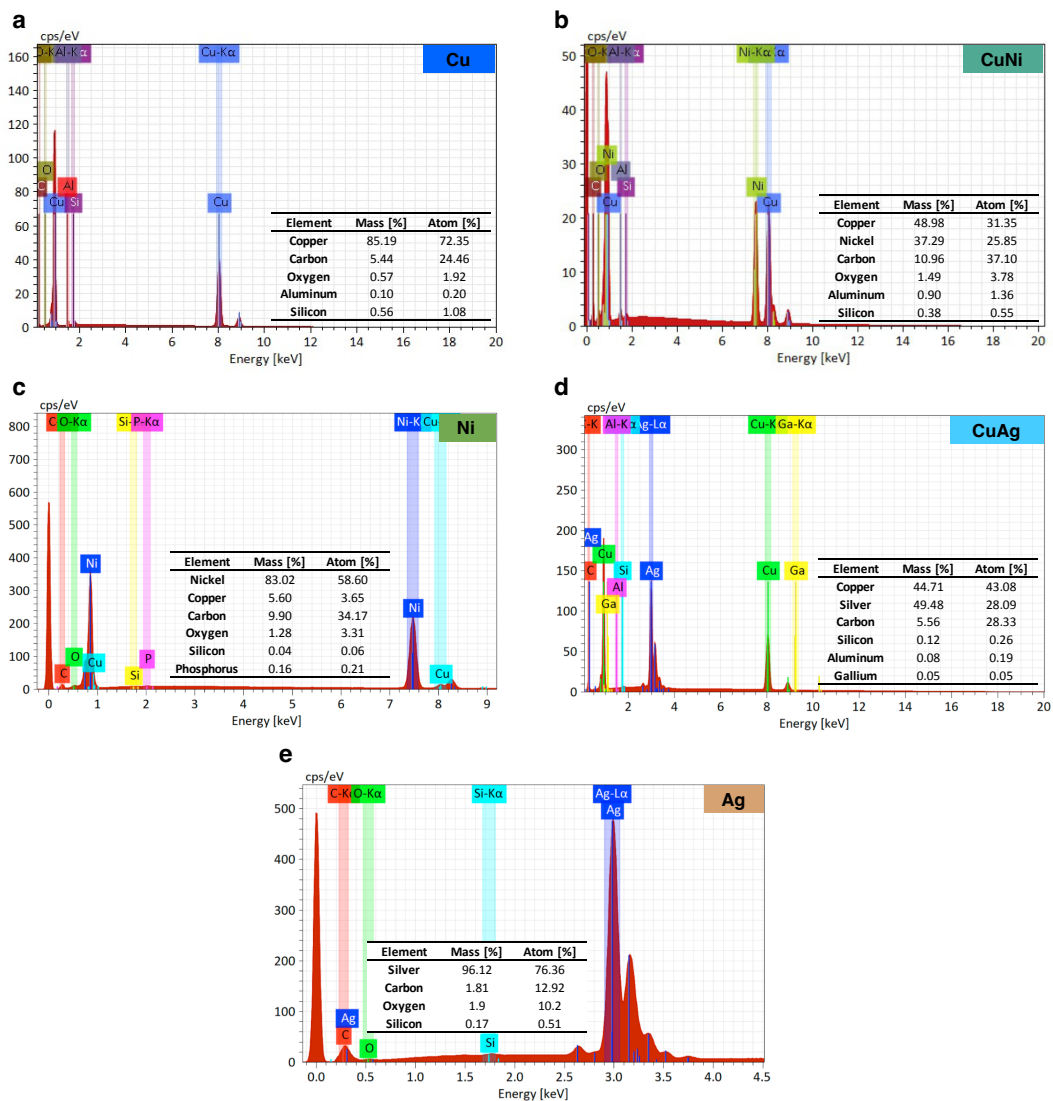 a
cps/eV
O-K Al-K α Cu-Kα
Cu
160
140
120
100
80
60
40
20
0
O
C Al
Cu Si Cu
Element Mass [%] Atom [%]
Copper 85.19 72.35
Carbon 5.44 24.46
Oxygen 0.57 1.92
Aluminum 0.10 0.20
Silicon 0.56 1.08
2 4 6 8 10 12 14 16 18 20
Energy [keV]
b
cps/eV
O-K Al-K α Ni-Kα α
CuNi
50
40
30
20
10
0
Ni
O Al
C Si Ni
Cu Cu
Element Mass [%] Atom [%]
Copper 48.98 31.35
Nickel 37.29 25.85
Carbon 10.96 37.10
Oxygen 1.49 3.78
Aluminum 0.90 1.36
Silicon 0.38 0.55
0 2 4 6 8 10 12 14 16 18 20
Energy [keV]
c
cps/eV
C O-Kα Si- P-Kα Ni-K Cu-
Ni
800
700
600
500
400
300
200
100
0
Ni
Ni
O Cu P
C Si Cu
Element Mass [%] Atom [%]
Nickel 83.02 58.60
Copper 5.60 3.65
Carbon 9.90 34.17
Oxygen 1.28 3.31
Silicon 0.04 0.06
Phosphorus 0.16 0.21
0 1 2 3 4 5 6 7 8 9
Energy [keV]
d
cps/eV
-K Al-K α g-Lα Cu-K Ga-Kα
CuAg
300
250
200
150
100
50
0
Ag
Cu
C Si Ag Cu Ga
Al
Ga
Element Mass [%] Atom [%]
Copper 44.71 43.08
Silver 49.48 28.09
Carbon 5.56 28.33
Silicon 0.12 0.26
Aluminum 0.08 0.19
Gallium 0.05 0.05
2 4 6 8 10 12 14 16 18 20
Energy [keV]
e
cps/eV
C-K O-Kα Si-Kα Ag-Lα
Ag
Ag
500
400
300
200
100
0
Ag
C
O Si
Element Mass [%] Atom [%]
Silver 96.12 76.36
Carbon 1.81 12.92
Oxygen 1.9 10.2
Silicon 0.17 0.51
0.0 0.5 1.0 1.5 2.0 2.5 3.0 3.5 4.0 4.5
Energy [keV]